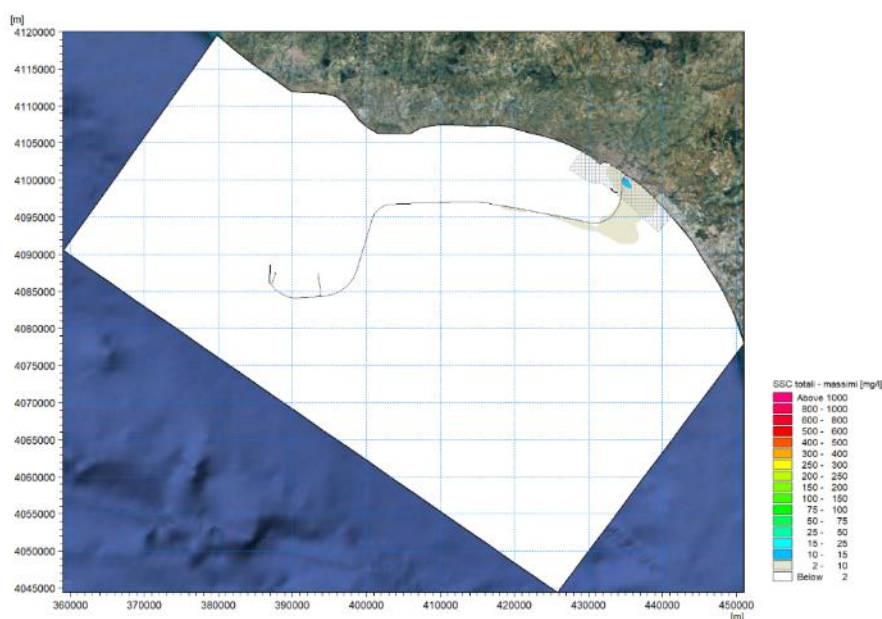 [m]
4120000
4115000
4110000
4105000
4100000
4095000
4090000
4085000
4080000
4075000
4070000
4065000
4060000
4055000
4050000
4045000
360000 370000 380000 390000 400000 410000 420000 430000 440000 450000
[m]
SSC totali - massimi [mg/l]
Above 1000
800 - 1000
600 - 800
500 - 600
400 - 500
300 - 400
250 - 300
200 - 250
150 - 200
100 - 150
75 - 100
50 - 75
25 - 50
15 - 25
10 - 15
2 - 10
Below 2